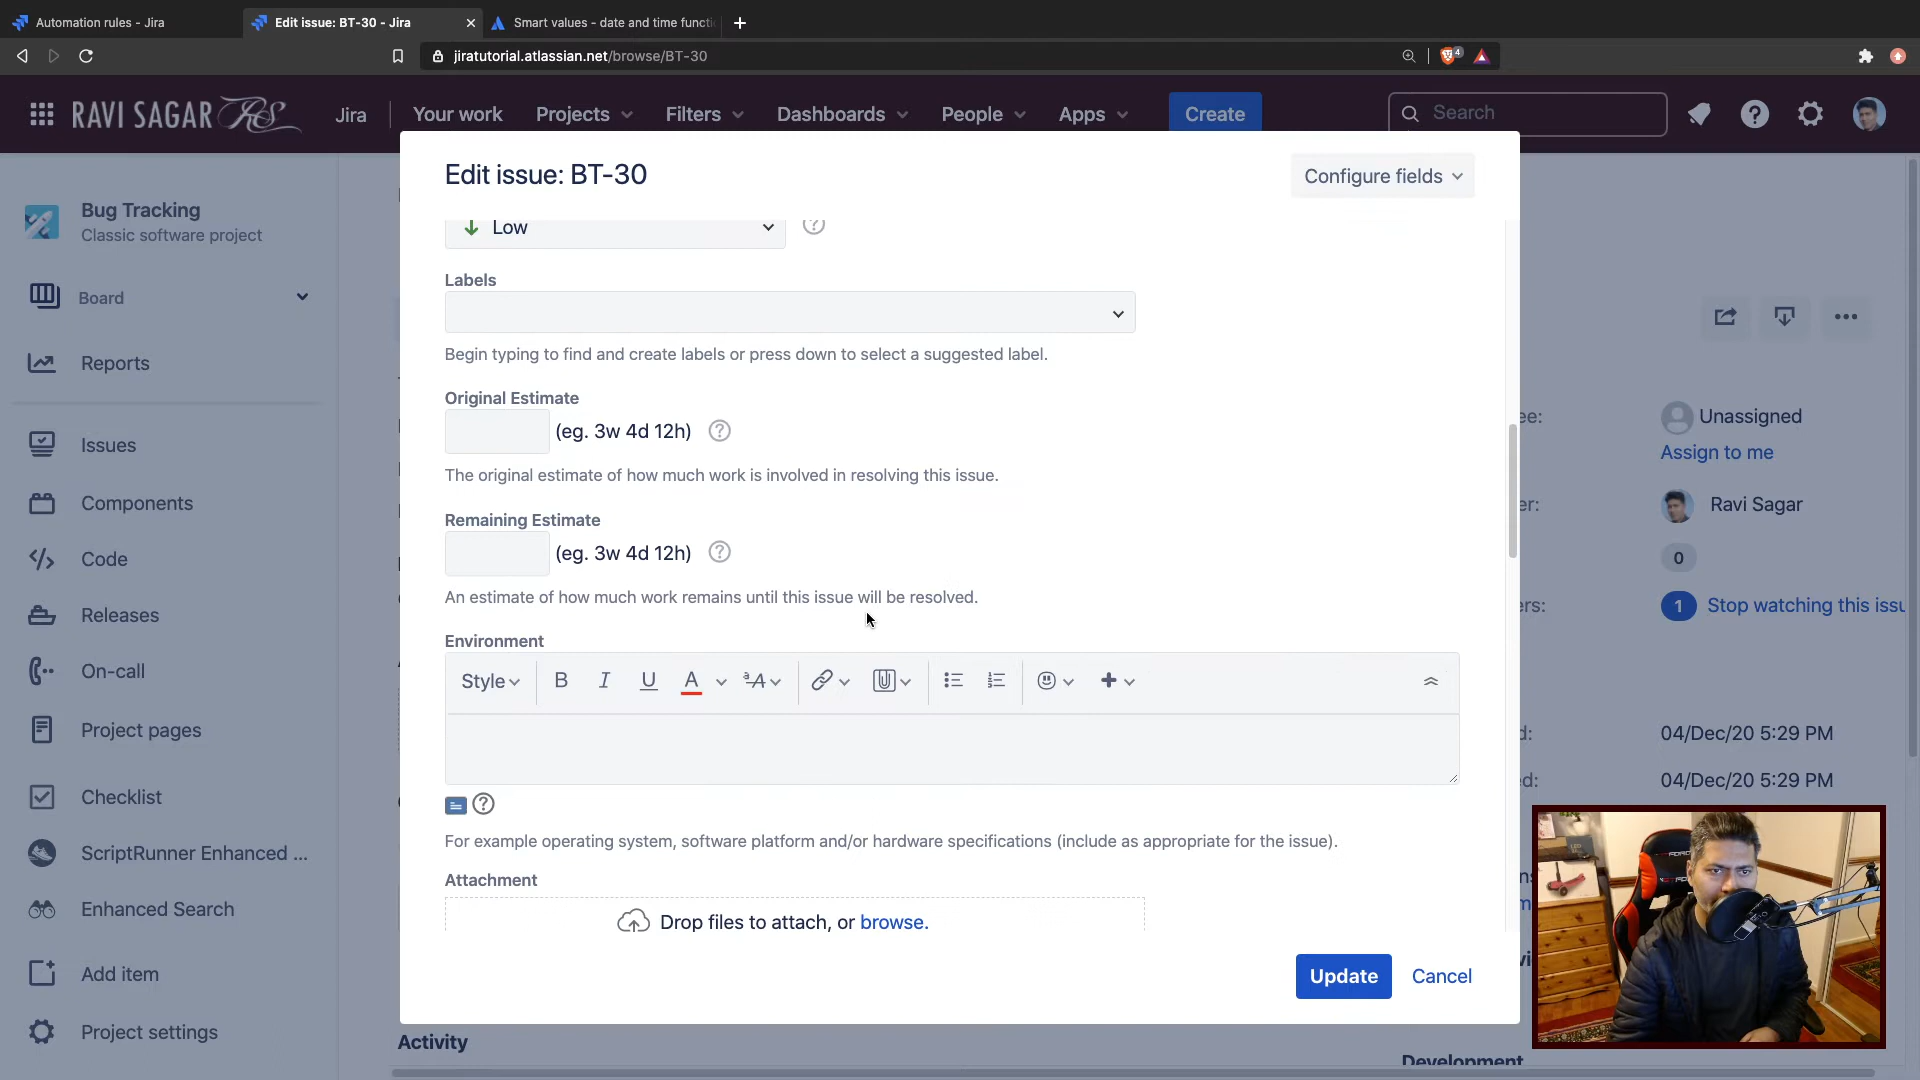 Automation rules - Jira
Edit issue: BT-30 - Jira
Smart values - date and time functi
jiratutorial.atlassian.net/browse/BT-30
4
RAVI SAGAR RS
Jira
Your work
Projects
Filters
Dashboards
People
Apps
Create
Search
Bug Tracking
Classic software project
Board
Reports
Issues
Components
Code
Releases
On-call
Project pages
Checklist
ScriptRunner Enhanced ...
Enhanced Search
Add item
Project settings
Edit issue: BT-30
Configure fields
Low
Labels
Begin typing to find and create labels or press down to select a suggested label.
Original Estimate
(eg. 3w 4d 12h)
The original estimate of how much work is involved in resolving this issue.
Remaining Estimate
(eg. 3w 4d 12h)
An estimate of how much work remains until this issue will be resolved.
Environment
Style
For example operating system, software platform and/or hardware specifications (include as appropriate for the issue).
Attachment
Drop files to attach, or browse.
Update
Cancel
ee:
Unassigned
Assign to me
er:
Ravi Sagar
0
ers:
1
Stop watching this issu
d:
04/Dec/20 5:29 PM
ed:
04/Dec/20 5:29 PM
Activity
Development